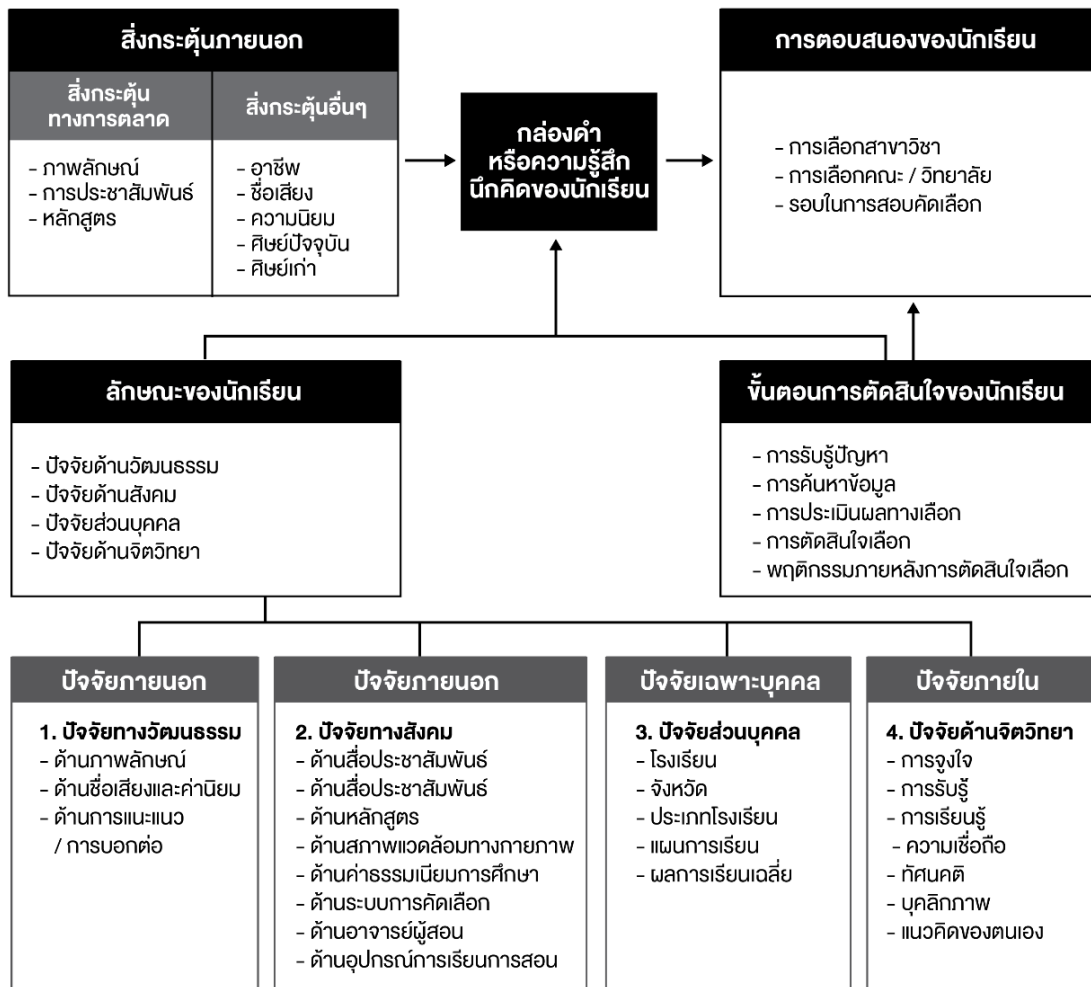 สิ่งกระตุ้นภายนอก
สิ่งกระตุ้น
ทางการตลาด
สิ่งกระตุ้นอื่นๆ
- ภาพลักษณ์
- การประชาสัมพันธ์
- หลักสูตร
- อาชีพ
- ชื่อเสียง
- ความนิยม
- ศิษย์ปัจจุบัน
- ศิษย์เก่า
กล่องดำ
หรือความรู้สึก
นึกคิดของนักเรียน
การตอบสนองของนักเรียน
- การเลือกสาขาวิชา
- การเลือกคณะ / วิทยาลัย
- รอบในการสอบคัดเลือก
ลักษณะของนักเรียน
- ปัจจัยด้านวัฒนธรรม
- ปัจจัยด้านสังคม
- ปัจจัยส่วนบุคคล
- ปัจจัยด้านจิตวิทยา
ขั้นตอนการตัดสินใจของนักเรียน
- การรับรู้ปัญหา
- การค้นหาข้อมูล
- การประเมินผลทางเลือก
- การตัดสินใจเลือก
- พฤติกรรมภายหลังการตัดสินใจเลือก
ปัจจัยภายนอก
1. ปัจจัยทางวัฒนธรรม
- ด้านภาพลักษณ์
- ด้านชื่อเสียงและค่านิยม
- ด้านการแนะแนว
/ การบอกต่อ
ปัจจัยภายนอก
2. ปัจจัยทางสังคม
- ด้านสื่อประชาสัมพันธ์
- ด้านสื่อประชาสัมพันธ์
- ด้านหลักสูตร
- ด้านสภาพแวดล้อมทางกายภาพ
- ด้านค่าธรรมเนียมการศึกษา
- ด้านระบบการคัดเลือก
- ด้านอาจารย์ผู้สอน
- ด้านอุปกรณ์การเรียนการสอน
ปัจจัยเฉพาะบุคคล
3. ปัจจัยส่วนบุคคล
- โรงเรียน
- จังหวัด
- ประเภทโรงเรียน
- แผนการเรียน
- ผลการเรียนเฉลี่ย
ปัจจัยภายใน
4. ปัจจัยด้านจิตวิทยา
- การจูงใจ
- การรับรู้
- การเรียนรู้
- ความเชื่อถือ
- ทัศนคติ
- บุคลิกภาพ
- แนวคิดของตนเอง